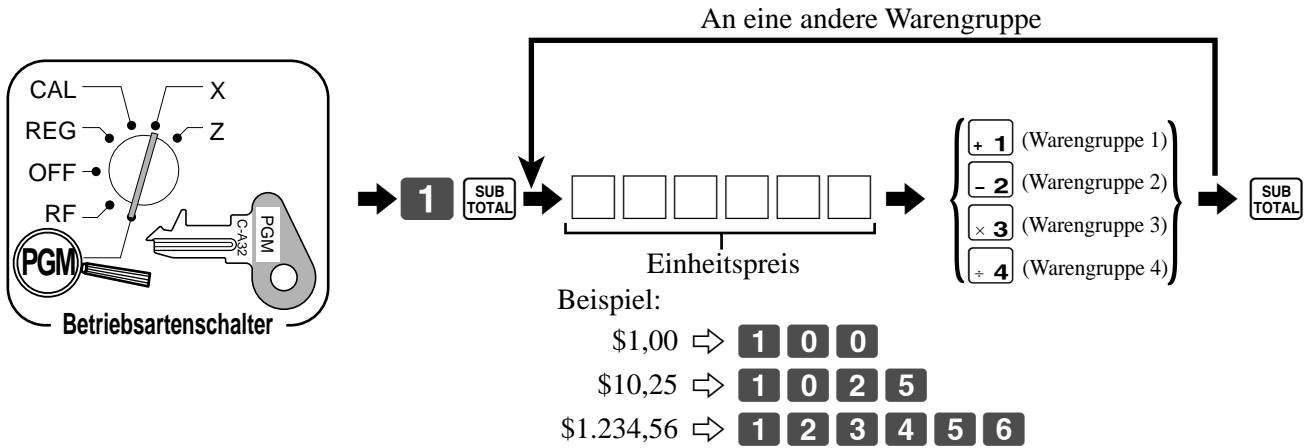 An eine andere Warengruppe
CAL
X
REG
Z
OFF
RF
PGM
PGM
C-A32
Betriebsartenschalter
1
SUB
TOTAL
Einheitspreis
+ 1 (Warengruppe 1)
- 2 (Warengruppe 2)
× 3 (Warengruppe 3)
÷ 4 (Warengruppe 4)
SUB
TOTAL
Beispiel:
$1,00 ⇨ 1 0 0
$10,25 ⇨ 1 0 2 5
$1.234,56 ⇨ 1 2 3 4 5 6